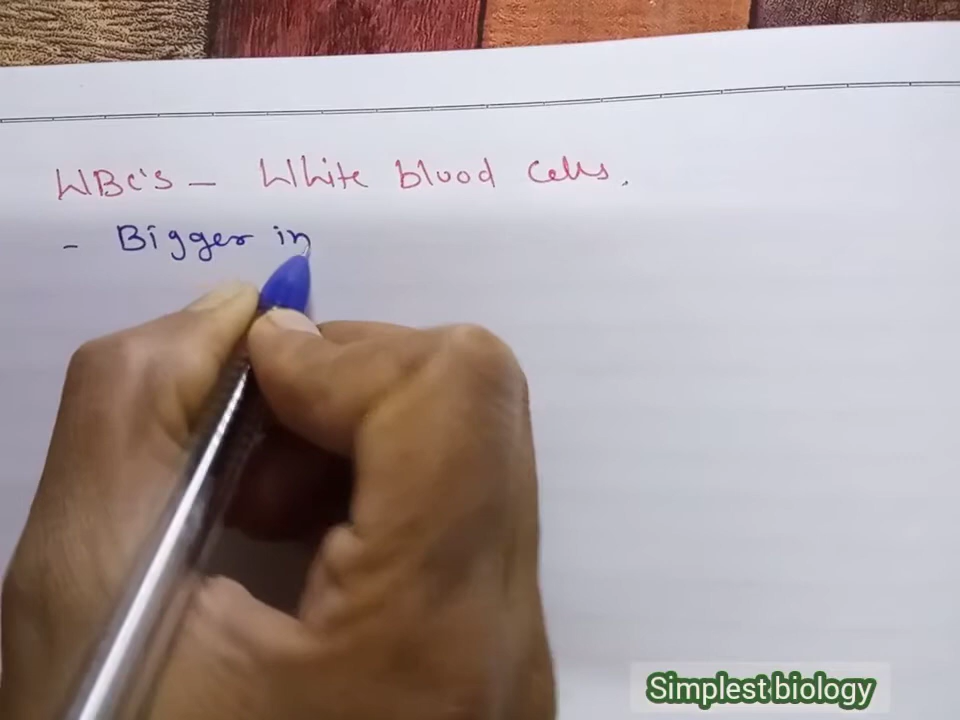 WBC's - White blood cells.
- Bigger in
Simplest biology